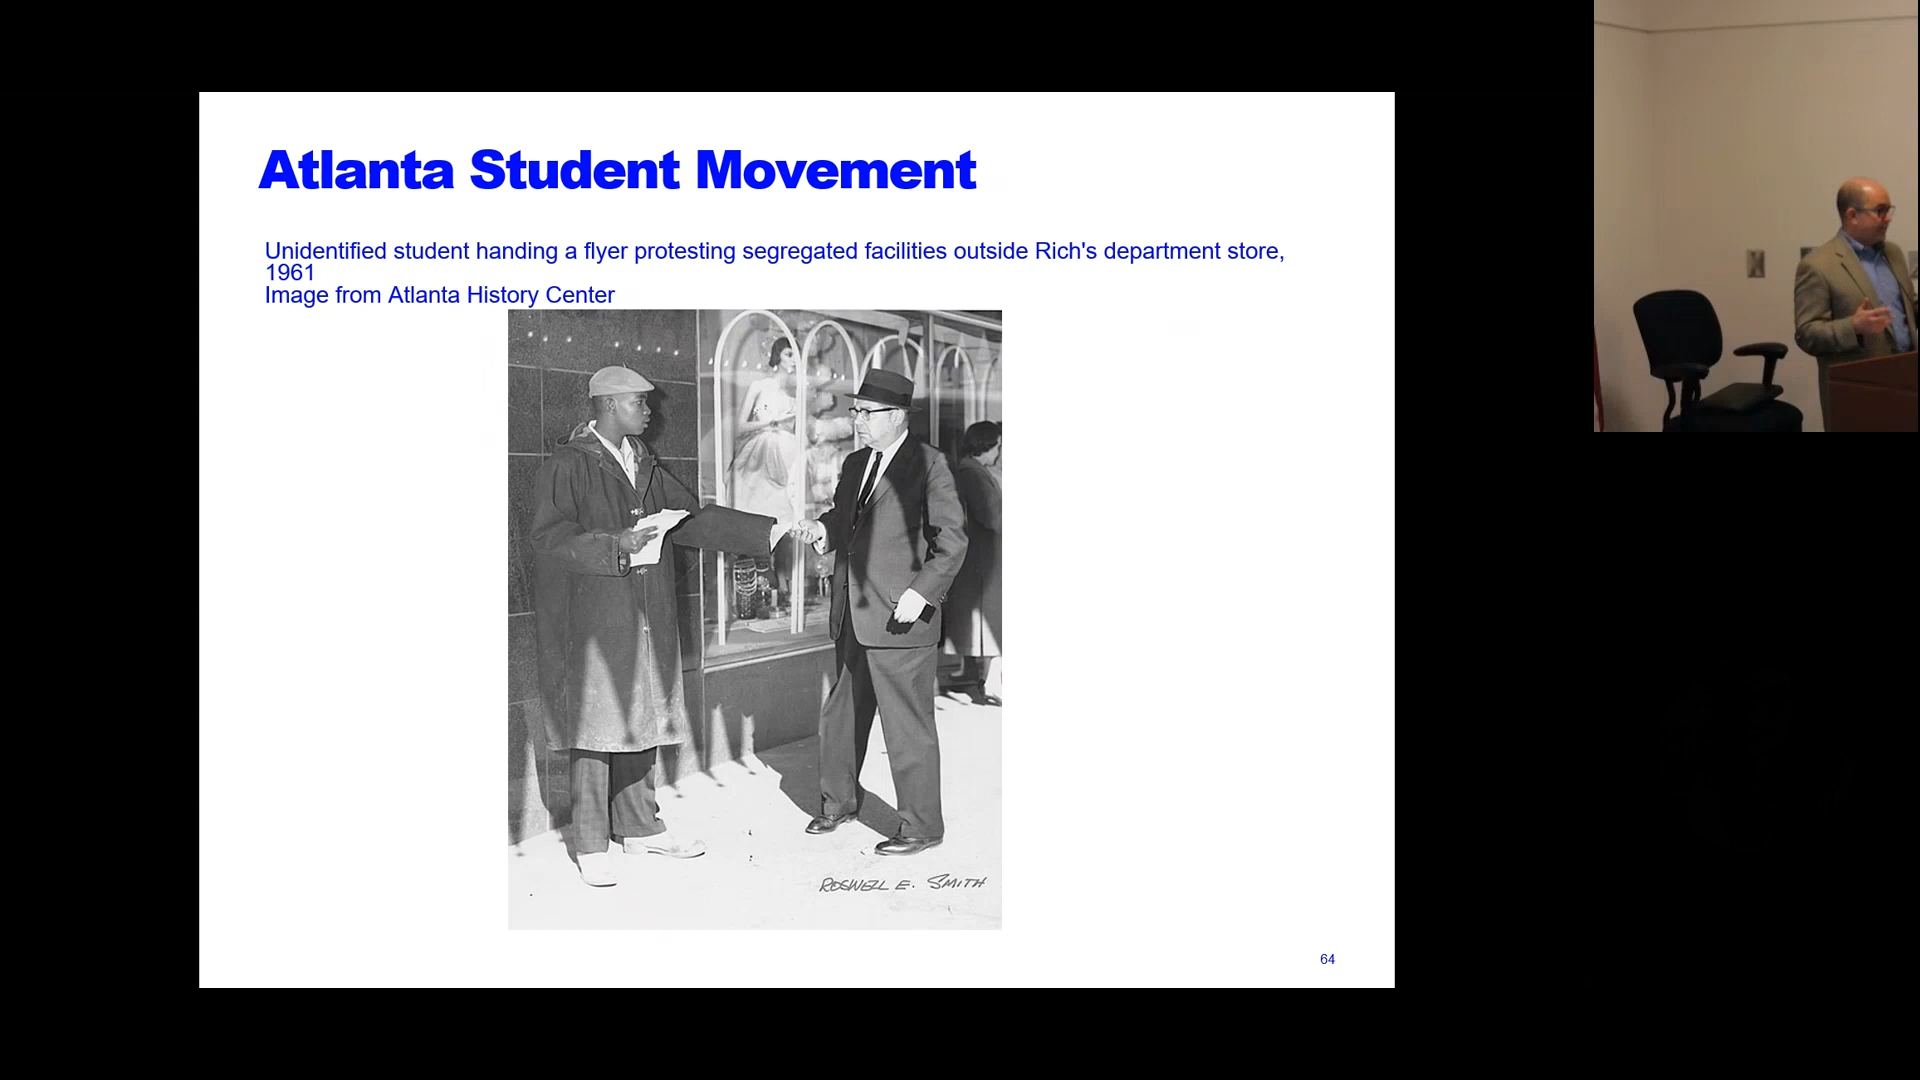 Atlanta Student Movement
Unidentified student handing a flyer protesting segregated facilities outside Rich's department store,
1961
Image from Atlanta History Center
ROSWELL E. SMITH
64